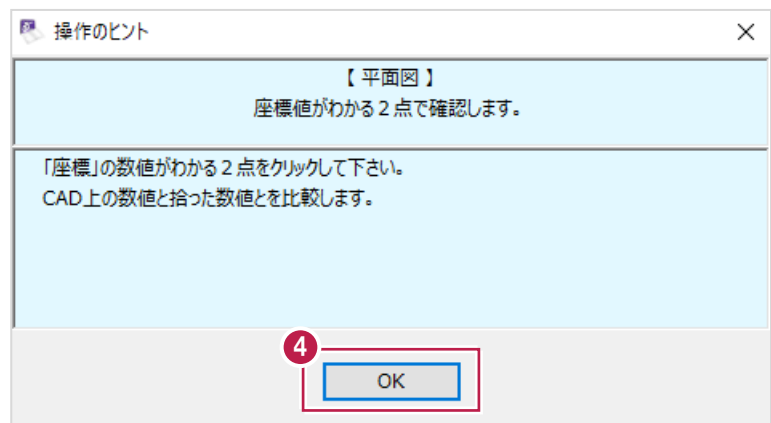 操作のヒント
【 平面図 】
座標値がわかる２点で確認します。
「座標」の数値がわかる２点をクリックして下さい。
CAD上の数値と拾った数値とを比較します。
4
OK